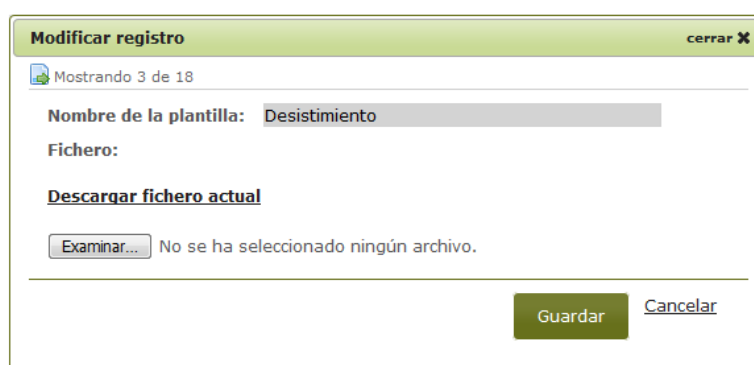 Modificar registro cerrar ✖
Mostrando 3 de 18
Nombre de la plantilla: Desistimiento
Fichero:
Descargar fichero actual
Examinar... No se ha seleccionado ningún archivo.
Guardar Cancelar